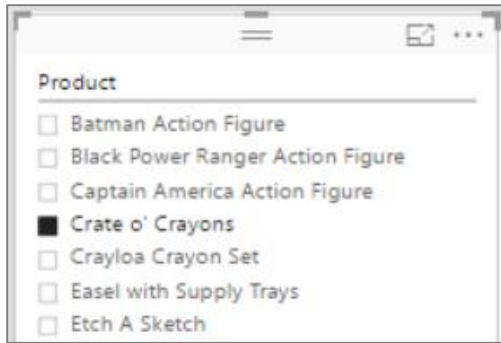 Product
Batman Action Figure
Black Power Ranger Action Figure
Captain America Action Figure
Crate o' Crayons
Crayloa Crayon Set
Easel with Supply Trays
Etch A Sketch